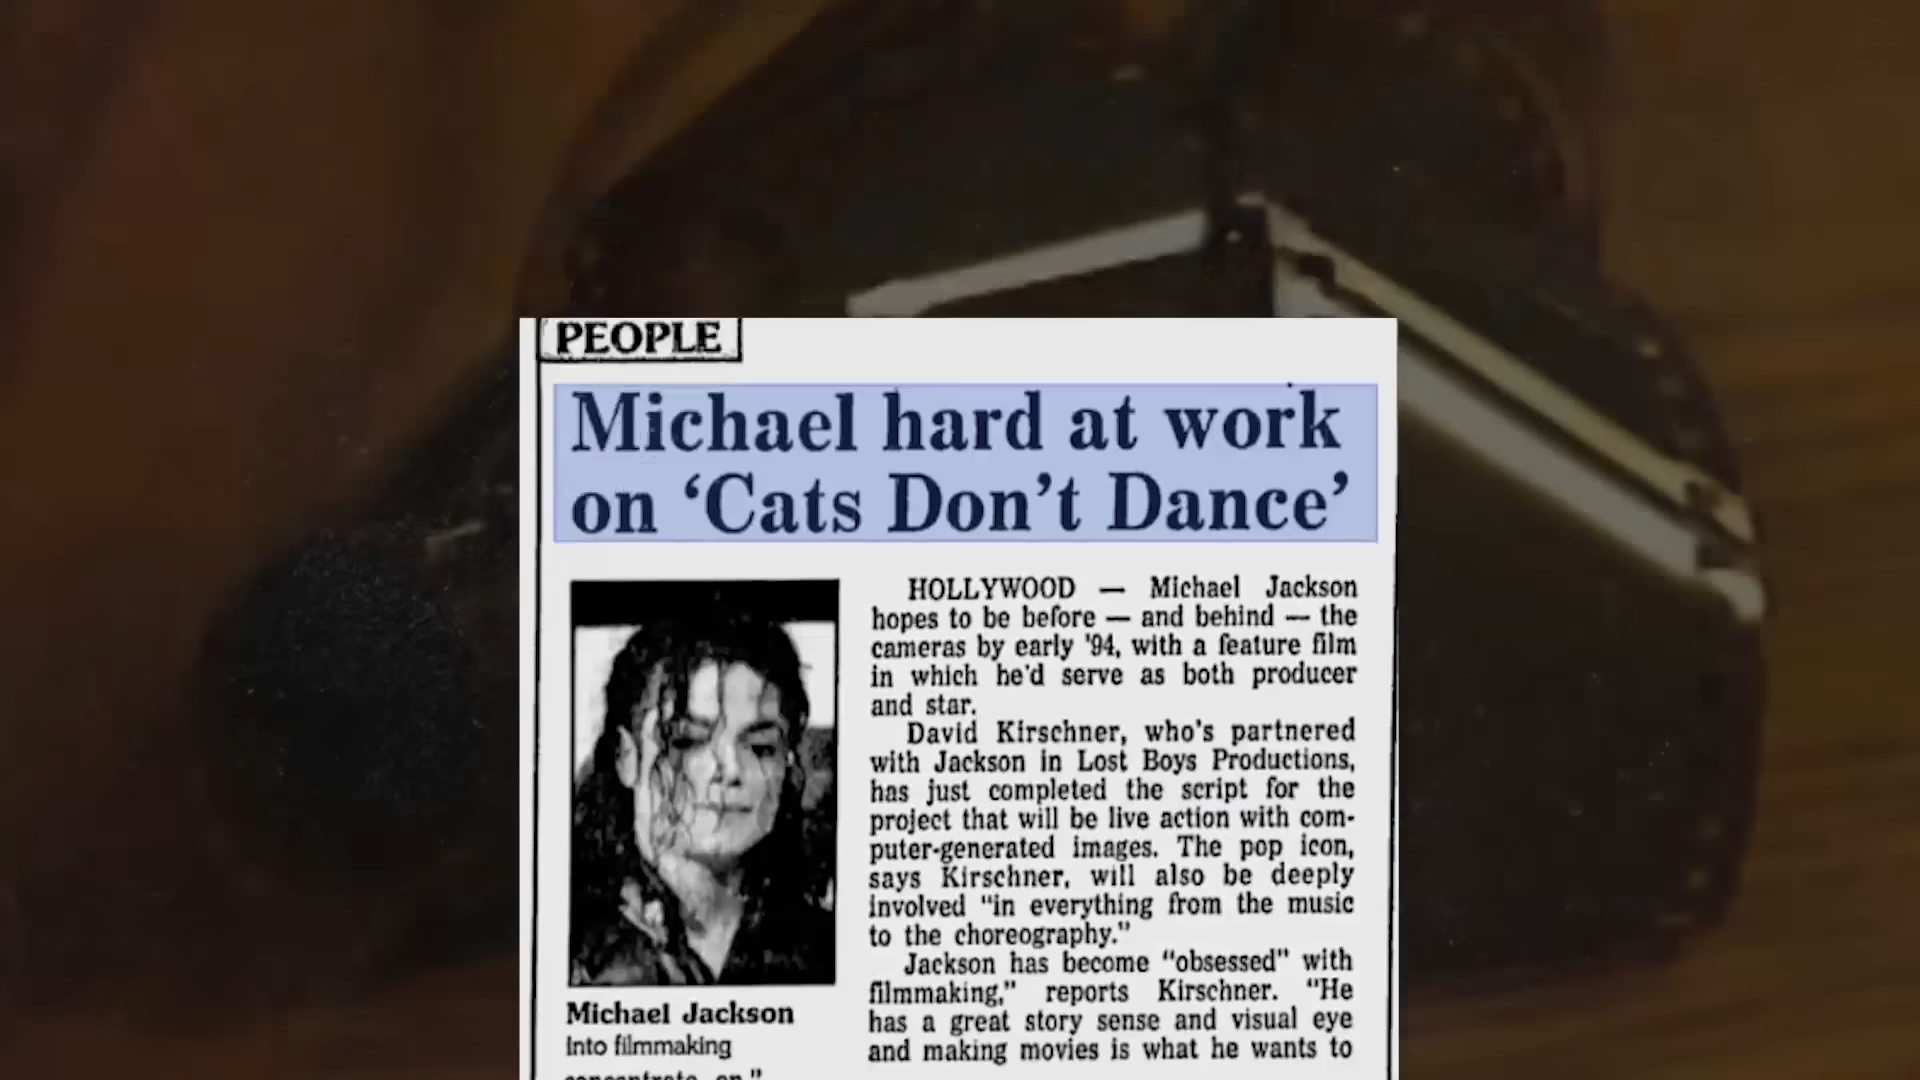 PEOPLE
Michael hard at work
on ‘Cats Don’t Dance’
HOLLYWOOD — Michael Jackson
hopes to be before — and behind — the
cameras by early '94, with a feature film
in which he'd serve as both producer
and star.
David Kirschner, who's partnered
with Jackson in Lost Boys Productions,
has just completed the script for the
project that will be live action with com-
puter-generated images. The pop icon,
says Kirschner, will also be deeply
involved "in everything from the music
to the choreography."
Jackson has become "obsessed" with
filmmaking," reports Kirschner. "He
has a great story sense and visual eye
and making movies is what he wants to
Michael Jackson
Into filmmaking
concentrate on."